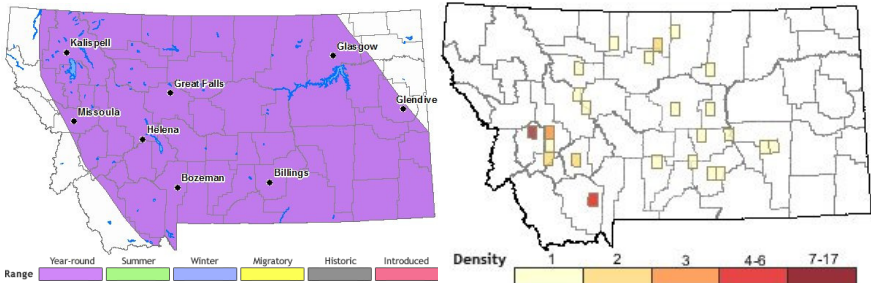 Kalispell
Glasgow
Great Falls
Glendive
Missoula
Helena
Bozeman
Billings
Year-round Summer Winter Migratory Historic Introduced
Range
Density 1 2 3 4-6 7-17